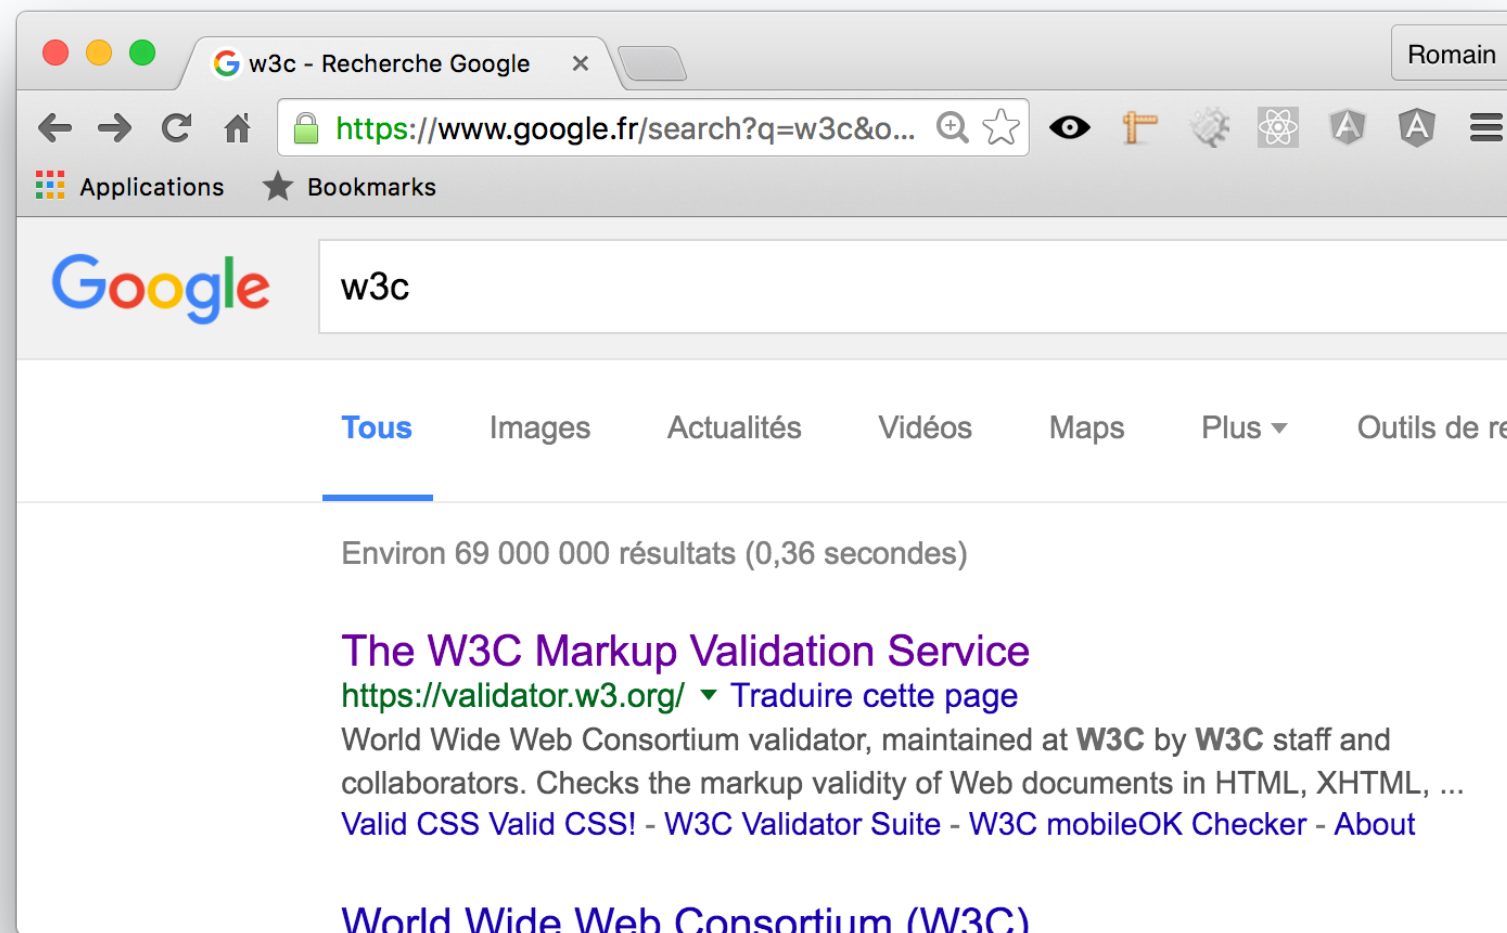 w3c - Recherche Google
Romain
https://www.google.fr/search?q=w3c&o...
Applications Bookmarks
Google w3c
Tous Images Actualités Vidéos Maps Plus Outils de re
Environ 69 000 000 résultats (0,36 secondes)
The W3C Markup Validation Service
https://validator.w3.org/ Traduire cette page
World Wide Web Consortium validator, maintained at W3C by W3C staff and
collaborators. Checks the markup validity of Web documents in HTML, XHTML, ...
Valid CSS Valid CSS! - W3C Validator Suite - W3C mobileOK Checker - About
World Wide Web Consortium (W3C)